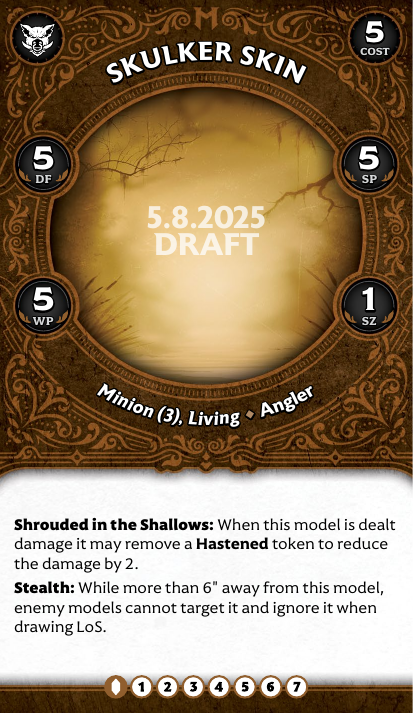 SKULKER SKIN
5
COST
5
DF
5
SP
5.8.2025
DRAFT
5
WP
1
SZ
Minion (3), Living ⬥ Angler
Shrouded in the Shallows: When this model is dealt
damage it may remove a Hastened token to reduce
the damage by 2.
Stealth: While more than 6" away from this model,
enemy models cannot target it and ignore it when
drawing LoS.
1 2 3 4 5 6 7